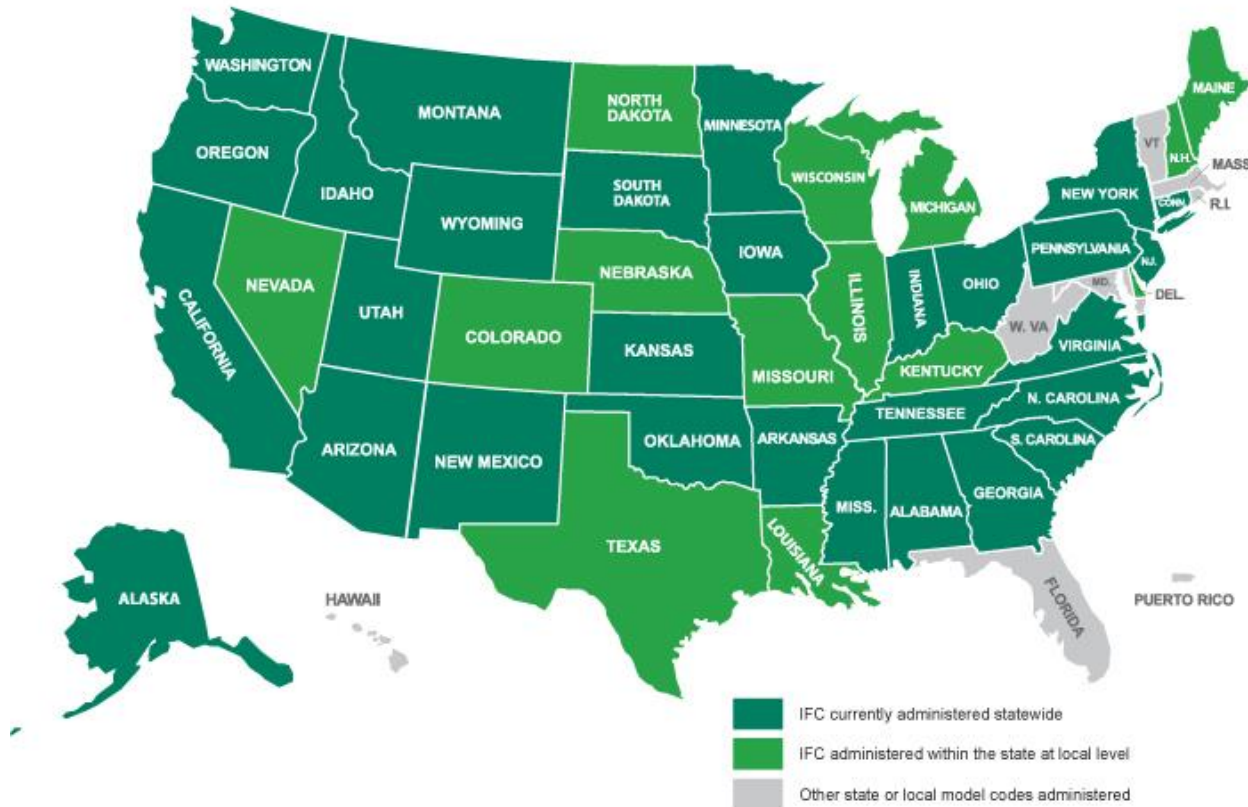 WASHINGTON
MONTANA
NORTH
DAKOTA
MINNESOTA
MAINE
OREGON
IDAHO
WYOMING
SOUTH
DAKOTA
WISCONSIN
MICHIGAN
VT
N.H.
MASS
NEW YORK
CONN
R.I.
IOWA
NEBRASKA
NEVADA
UTAH
COLORADO
CALIFORNIA
KANSAS
MISSOURI
ILLINOIS
INDIANA
OHIO
PENNSYLVANIA
NJ.
MD.
DEL.
W. VA
VIRGINIA
KENTUCKY
TENNESSEE
N. CAROLINA
S. CAROLINA
ARIZONA
NEW MEXICO
OKLAHOMA
ARKANSAS
MISS.
ALABAMA
GEORGIA
TEXAS
LOUISIANA
FLORIDA
ALASKA
HAWAII
PUERTO RICO
IFC currently administered statewide
IFC administered within the state at local level
Other state or local model codes administered